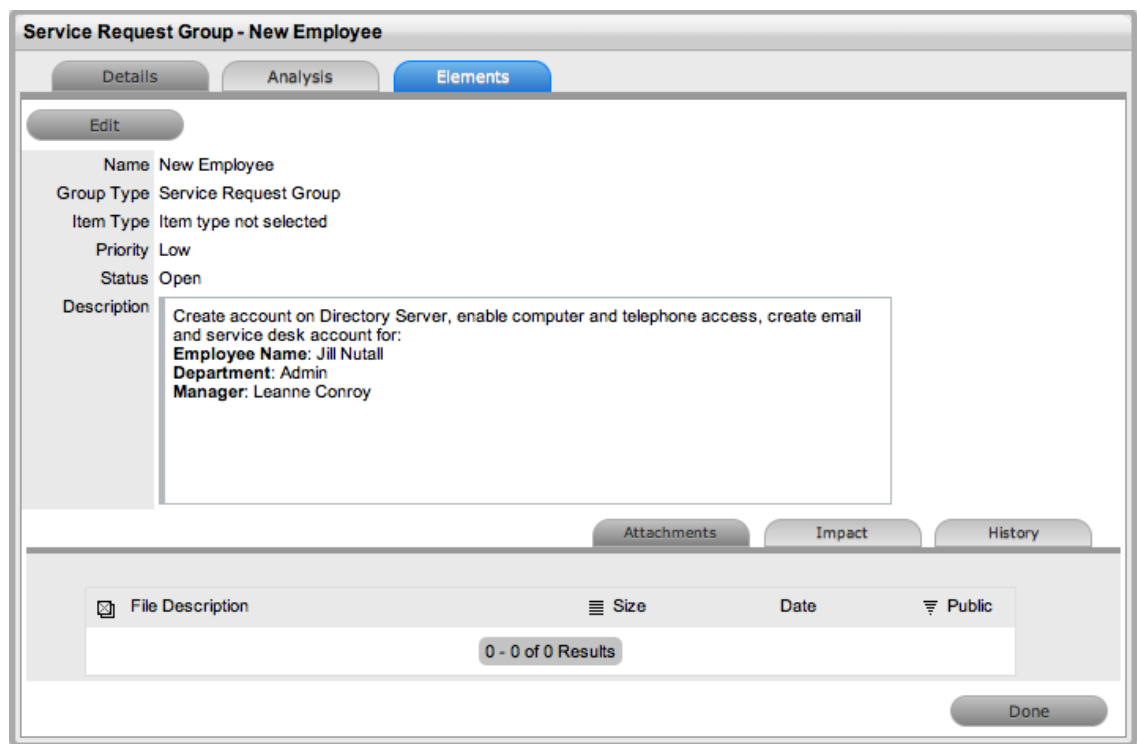 Service Request Group - New Employee
Details Analysis Elements
Edit
Name New Employee
Group Type Service Request Group
Item Type Item type not selected
Priority Low
Status Open
Description Create account on Directory Server, enable computer and telephone access, create email
and service desk account for:
Employee Name: Jill Nutall
Department: Admin
Manager: Leanne Conroy
Attachments Impact History
File Description Size Date Public
0 - 0 of 0 Results
Done